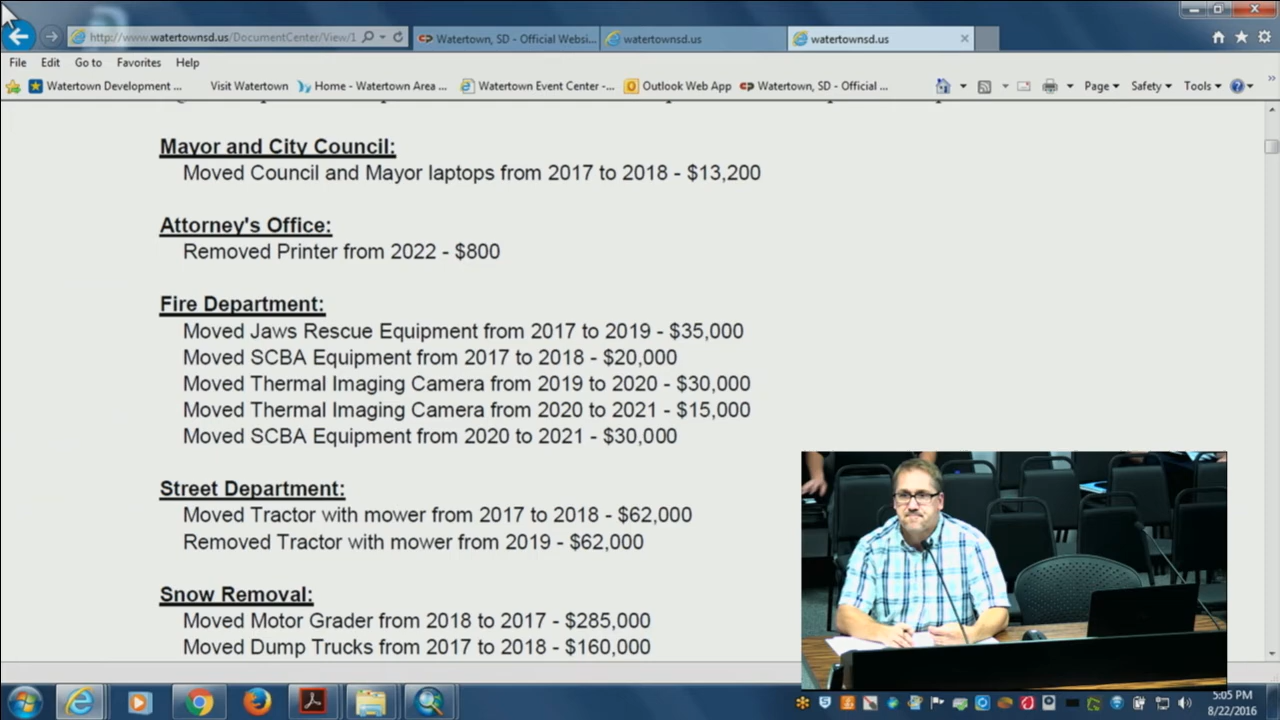 http://www.watertownsd.us/DocumentCenter/View/1
Watertown, SD - Official Websi...
watertownsd.us
watertownsd.us
File Edit Go to Favorites Help
Watertown Development ... Visit Watertown Home - Watertown Area ... Watertown Event Center -... Outlook Web App Watertown, SD - Official ... Page Safety Tools
Mayor and City Council:
Moved Council and Mayor laptops from 2017 to 2018 - $13,200
Attorney's Office:
Removed Printer from 2022 - $800
Fire Department:
Moved Jaws Rescue Equipment from 2017 to 2019 - $35,000
Moved SCBA Equipment from 2017 to 2018 - $20,000
Moved Thermal Imaging Camera from 2019 to 2020 - $30,000
Moved Thermal Imaging Camera from 2020 to 2021 - $15,000
Moved SCBA Equipment from 2020 to 2021 - $30,000
Street Department:
Moved Tractor with mower from 2017 to 2018 - $62,000
Removed Tractor with mower from 2019 - $62,000
Snow Removal:
Moved Motor Grader from 2018 to 2017 - $285,000
Moved Dump Trucks from 2017 to 2018 - $160,000
5:05 PM
8/22/2016